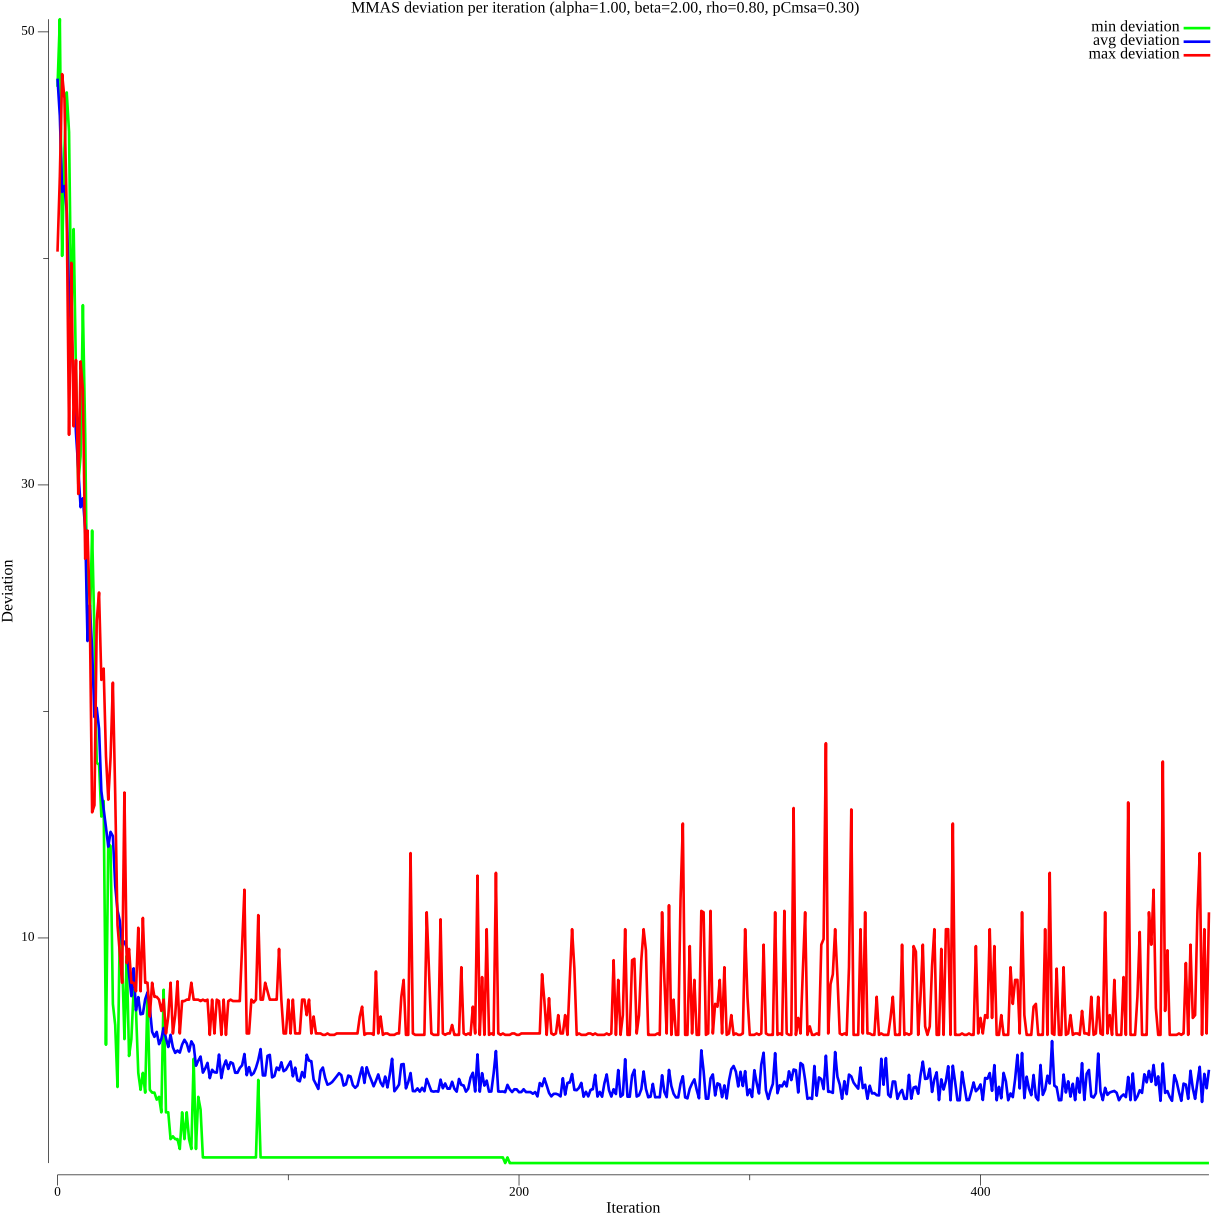 MMAS deviation per iteration (alpha=1.00, beta=2.00, rho=0.80, pCmsa=0.30)
min deviation
avg deviation
max deviation
50
30
10
Deviation
0
200
400
Iteration